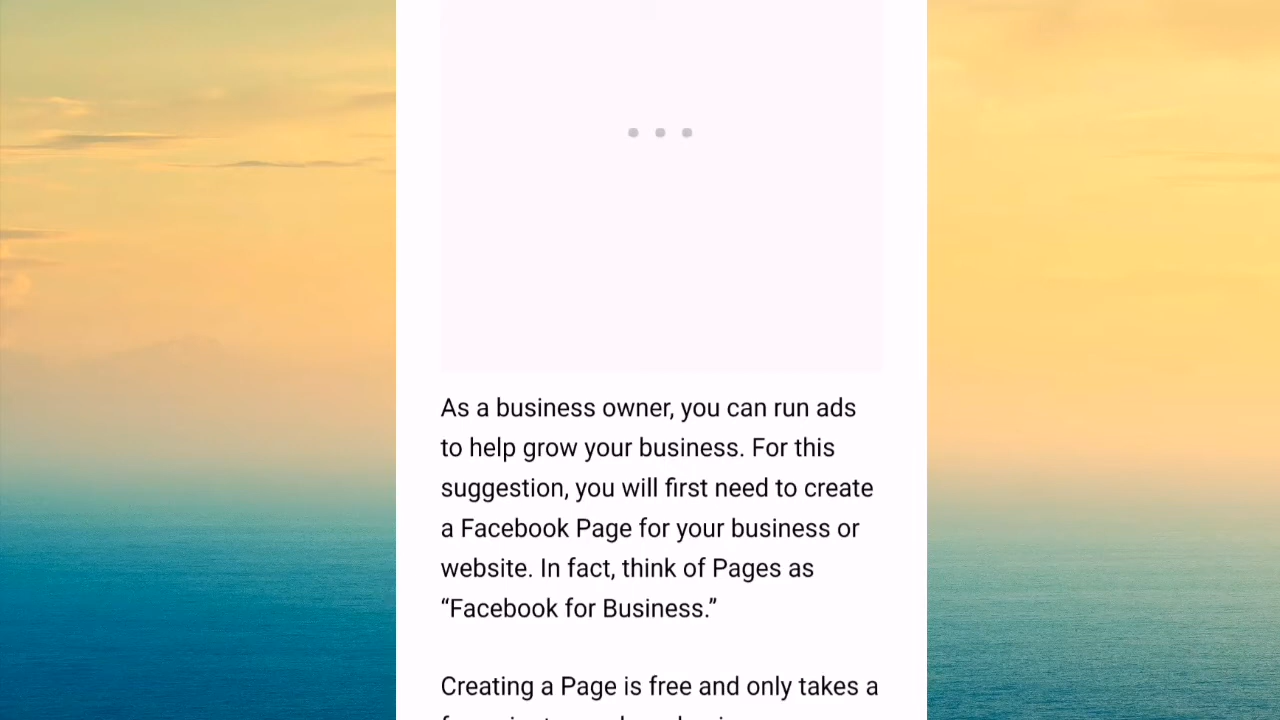 As a business owner, you can run ads
to help grow your business. For this
suggestion, you will first need to create
a Facebook Page for your business or
website. In fact, think of Pages as
“Facebook for Business.”
Creating a Page is free and only takes a